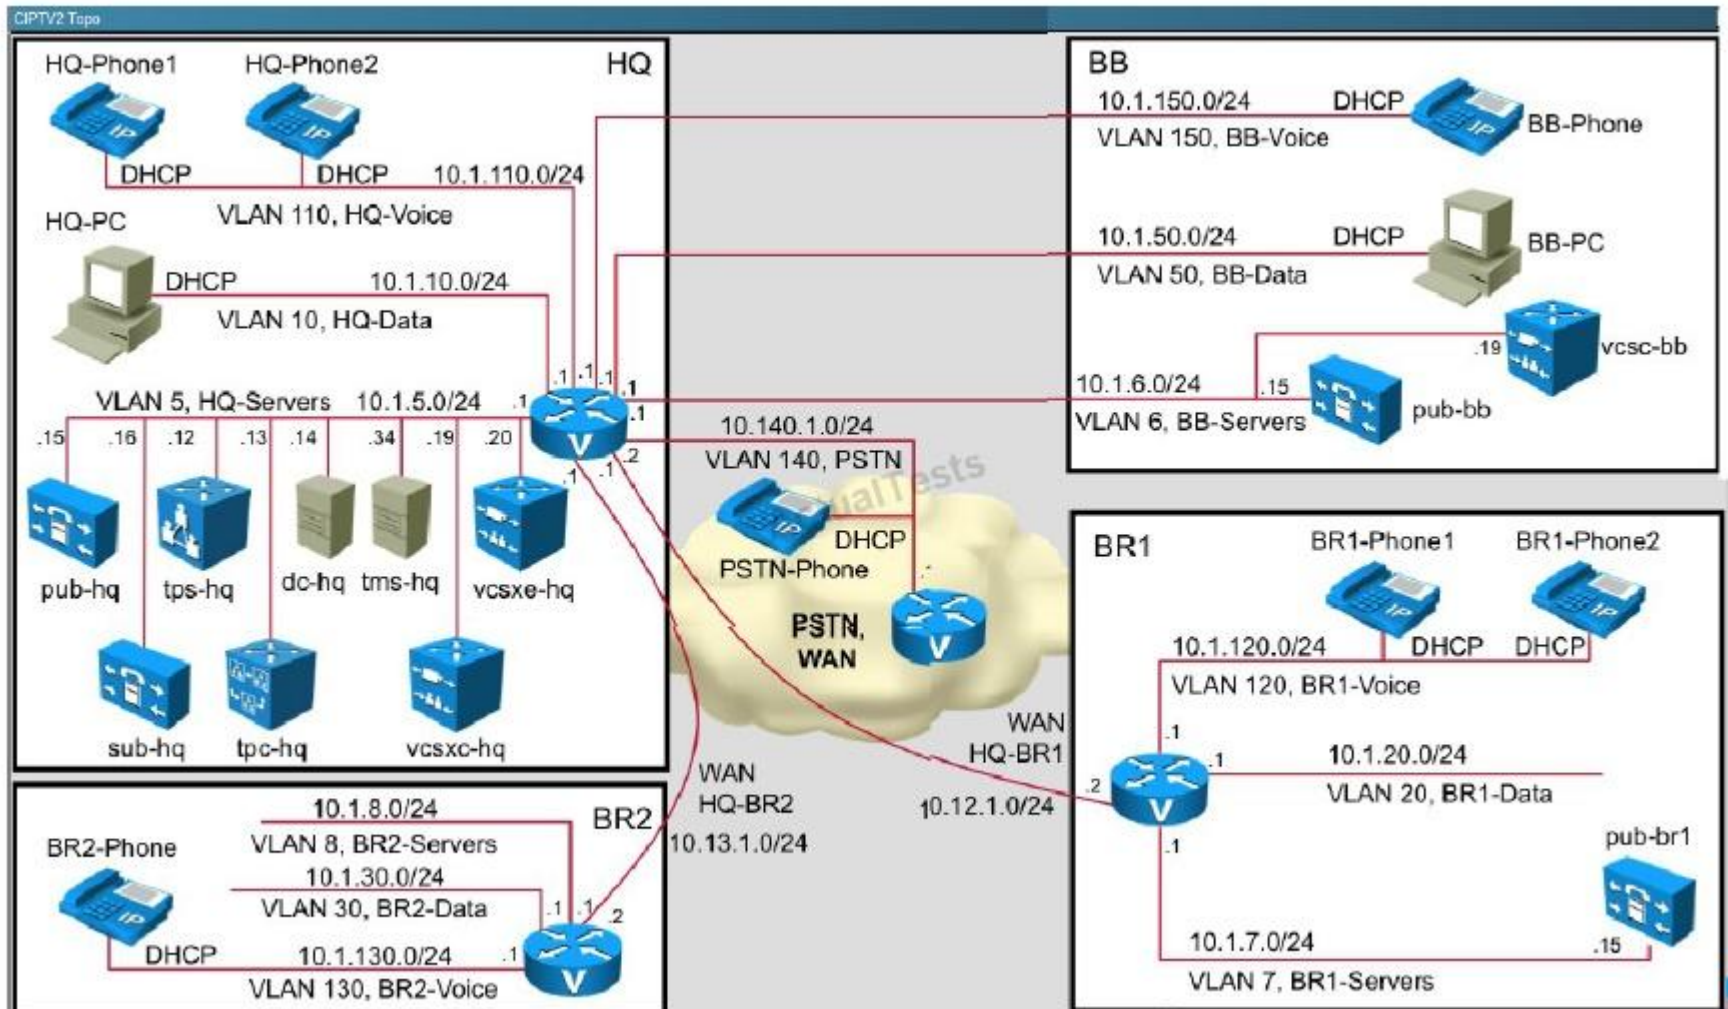 CIPTV2 Topo
HQ-Phone1
HQ-Phone2
HQ
DHCP
DHCP
10.1.110.0/24
VLAN 110, HQ-Voice
HQ-PC
DHCP
10.1.10.0/24
VLAN 10, HQ-Data
VLAN 5, HQ-Servers
10.1.5.0/24
.1
.1
.1
.1
.1
.1
.15
.16
.12
.13
.14
.34
.19
.20
V
.1
.1
.2
pub-hq
tps-hq
dc-hq
tms-hq
vcsxe-hq
sub-hq
tpc-hq
vcsxc-hq
BB
10.1.150.0/24
DHCP
BB-Phone
VLAN 150, BB-Voice
10.1.50.0/24
DHCP
BB-PC
VLAN 50, BB-Data
.19
vcsc-bb
10.1.6.0/24
.15
pub-bb
VLAN 6, BB-Servers
10.140.1.0/24
VLAN 140, PSTN
ualTests
IP
DHCP
PSTN-Phone
PSTN,
WAN
V
WAN
HQ-BR1
10.12.1.0/24
WAN
HQ-BR2
10.13.1.0/24
BR2
10.1.8.0/24
VLAN 8, BR2-Servers
BR2-Phone
10.1.30.0/24
VLAN 30, BR2-Data
.1
.1
.2
IP
DHCP
10.1.130.0/24
.1
VLAN 130, BR2-Voice
V
BR1
BR1-Phone1
BR1-Phone2
IP
IP
10.1.120.0/24
DHCP
DHCP
VLAN 120, BR1-Voice
.1
.1
10.1.20.0/24
.2
VLAN 20, BR1-Data
V
.1
pub-br1
10.1.7.0/24
.15
VLAN 7, BR1-Servers